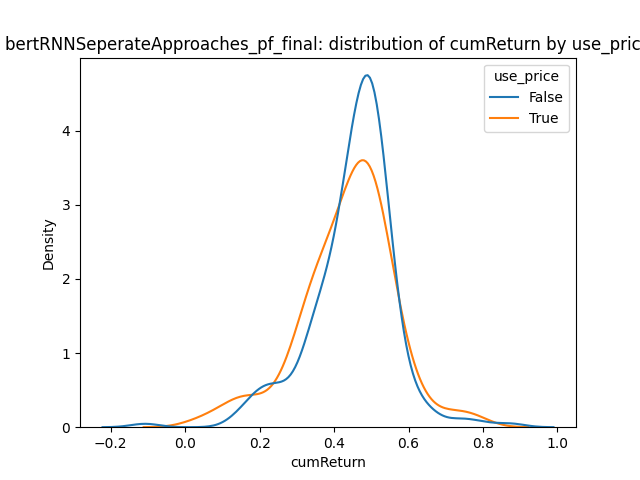 bertRNNSeperateApproaches_pf_final: distribution of cumReturn by use_pric
use_price
False
True
Density
4
3
2
1
0
−0.2 0.0 0.2 0.4 0.6 0.8 1.0
cumReturn